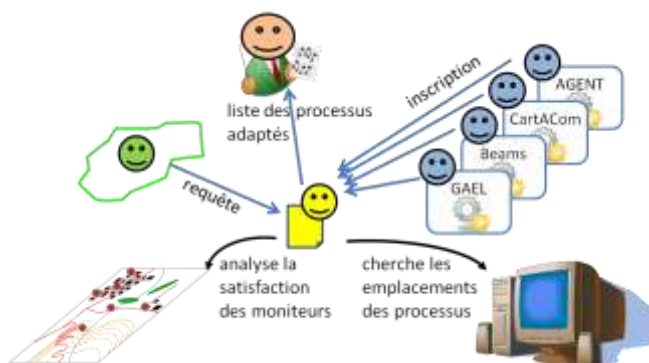 liste des processus
adaptés
inscription
AGENT
CartACom
Beams
GAEL
requête
analyse la
satisfaction
des moniteurs
cherche les
emplacements
des processus